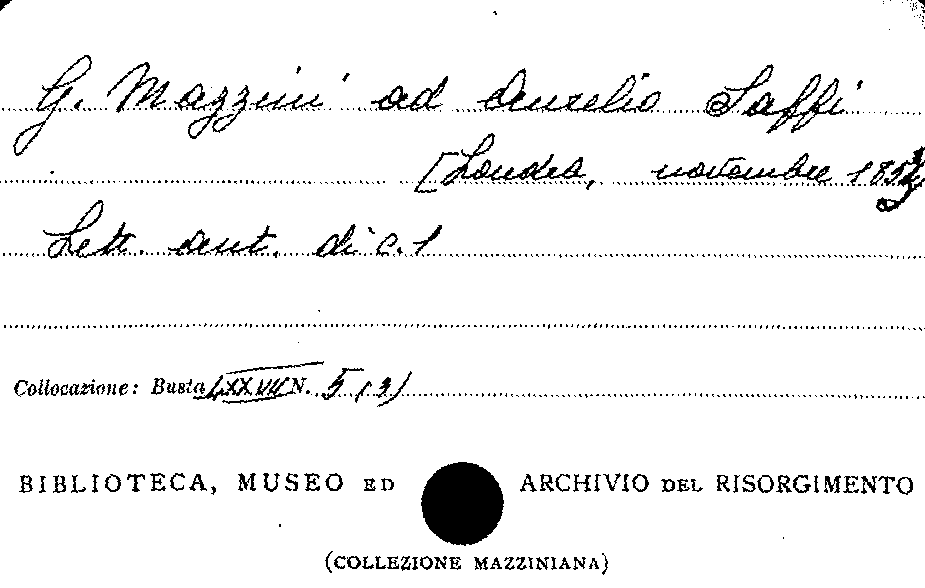 G. Mazzini ad Aurelio Saffi
[Londra, novembre
Lett. aut. di c. 1
Collocazione: Busta LXXVII N. 5 (3)
BIBLIOTECA, MUSEO ED ARCHIVIO DEL RISORGIMENTO
(COLLEZIONE MAZZINIANA)